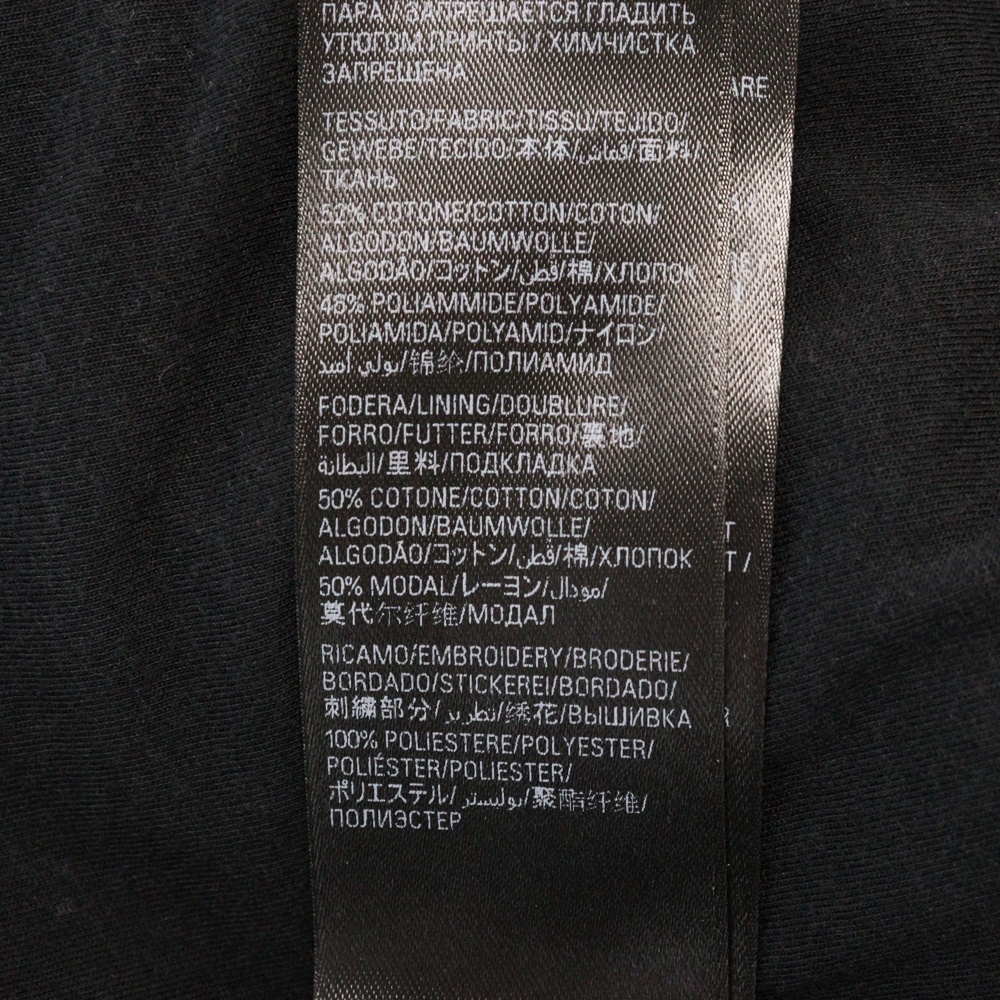 ПАРА / ЗАПРЕЩАЕТСЯ ГЛАДИТЬ
УТЮГОМ ПРИНТЫ / ХИМЧИСТКА
ЗАПРЕЩЕНА
TESSUTO/FABRIC/TISSU/TEJIDO/
GEWEBE/TECIDO/本体/قماش/面料/
ТКАНЬ
52% COTONE/COTTON/COTON/
ALGODON/BAUMWOLLE/
ALGODÃO/コットン/قطن/棉/ХЛОПОК
48% POLIAMMIDE/POLYAMIDE/
POLIAMIDA/POLYAMID/ナイロン/
بولي أميد/锦纶/ПОЛИАМИД
FODERA/LINING/DOUBLURE/
FORRO/FUTTER/FORRO/裏地/
البطانة/里料/ПОДКЛАДКА
50% COTONE/COTTON/COTON/
ALGODON/BAUMWOLLE/
ALGODÃO/コットン/قطن/棉/ХЛОПОК
50% MODAL/レーヨン/مودال/
莫代尔纤维/МОДАЛ
RICAMO/EMBROIDERY/BRODERIE/
BORDADO/STICKEREI/BORDADO/
刺繍部分/تطريز/绣花/ВЫШИВКА
100% POLIESTERE/POLYESTER/
POLIÉSTER/POLIESTER/
ポリエステル/بوليستر/聚酯纤维/
ПОЛИЭСТЕР
ARE
T
T /
R